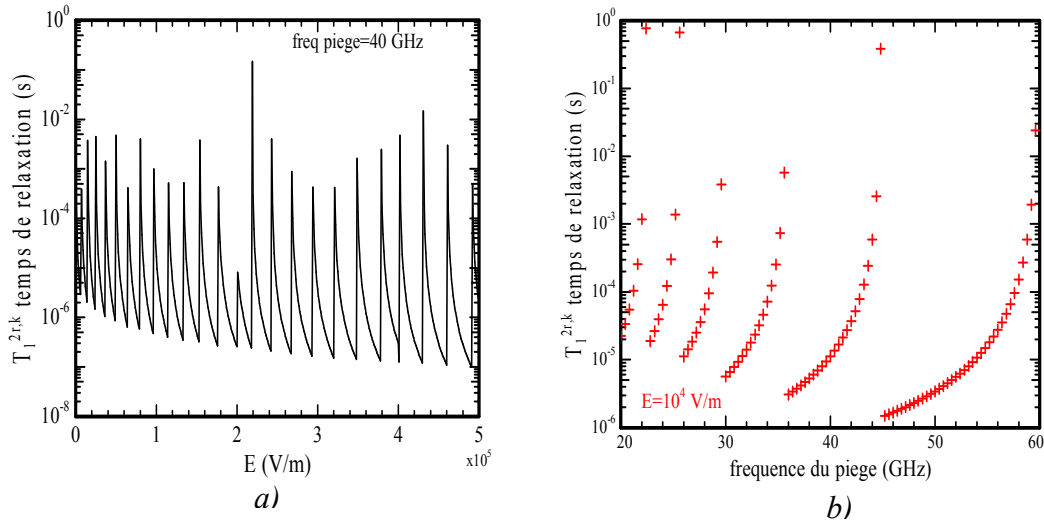 10^0
10^-2
10^-4
10^-6
10^-8
T_1^{2r,k} temps de relaxation (s)
freq piege=40 GHz
0 1 2 3 4 5
x10^5
E (V/m)
a)
10^0
10^-1
10^-2
10^-3
10^-4
10^-5
10^-6
T_1^{2r,k} temps de relaxation (s)
E=10^4 V/m
20 30 40 50 60
frequence du piege (GHz)
b)